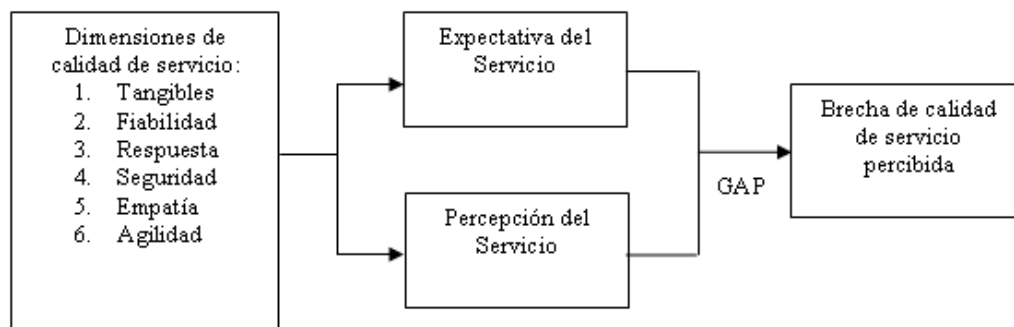 Dimensiones de
calidad de servicio:
1. Tangibles
2. Fiabilidad
3. Respuesta
4. Seguridad
5. Empatía
6. Agilidad
Expectativa del
Servicio
Percepción del
Servicio
GAP
Brecha de calidad
de servicio
percibida